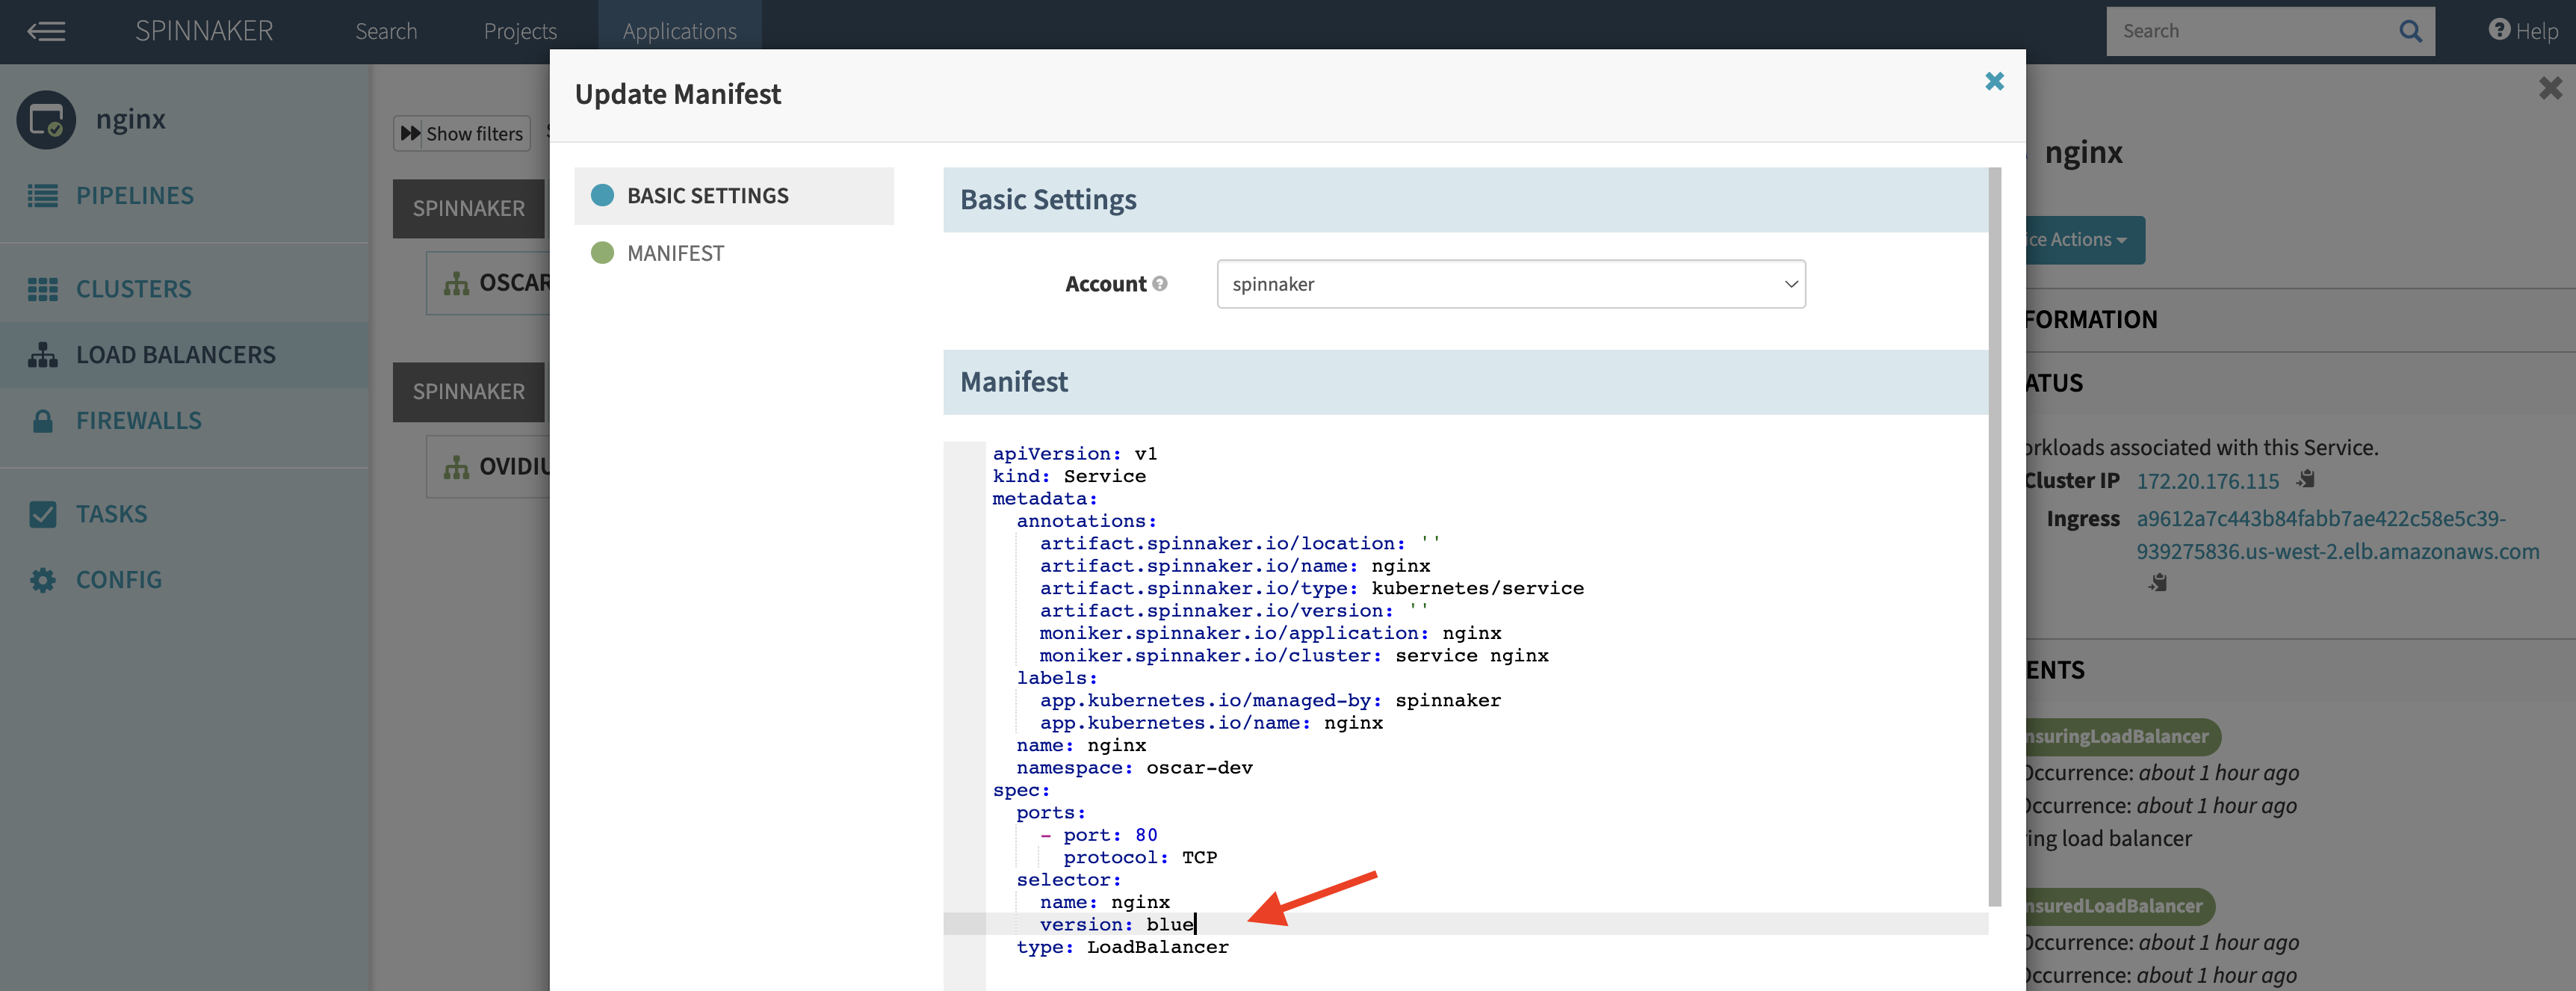 SPINNAKER Search Projects Applications Search Help
nginx
PIPELINES
CLUSTERS
LOAD BALANCERS
FIREWALLS
TASKS
CONFIG
Show filters
SPINNAKER
OSCAR
SPINNAKER
OVIDIU
Update Manifest
BASIC SETTINGS
MANIFEST
Basic Settings
Account
spinnaker
Manifest
apiVersion: v1
kind: Service
metadata:
  annotations:
    artifact.spinnaker.io/location: ''
    artifact.spinnaker.io/name: nginx
    artifact.spinnaker.io/type: kubernetes/service
    artifact.spinnaker.io/version: ''
    moniker.spinnaker.io/application: nginx
    moniker.spinnaker.io/cluster: service nginx
  labels:
    app.kubernetes.io/managed-by: spinnaker
    app.kubernetes.io/name: nginx
  name: nginx
  namespace: oscar-dev
spec:
  ports:
    - port: 80
      protocol: TCP
  selector:
    name: nginx
    version: blue
  type: LoadBalancer
nginx
ice Actions
FORMATION
ATUS
orkloads associated with this Service.
Cluster IP 172.20.176.115
Ingress a9612a7c443b84fabb7ae422c58e5c39-
939275836.us-west-2.elb.amazonaws.com
ENTS
nsuringLoadBalancer
Occurrence: about 1 hour ago
Occurrence: about 1 hour ago
ing load balancer
nsuredLoadBalancer
Occurrence: about 1 hour ago
Occurrence: about 1 hour ago